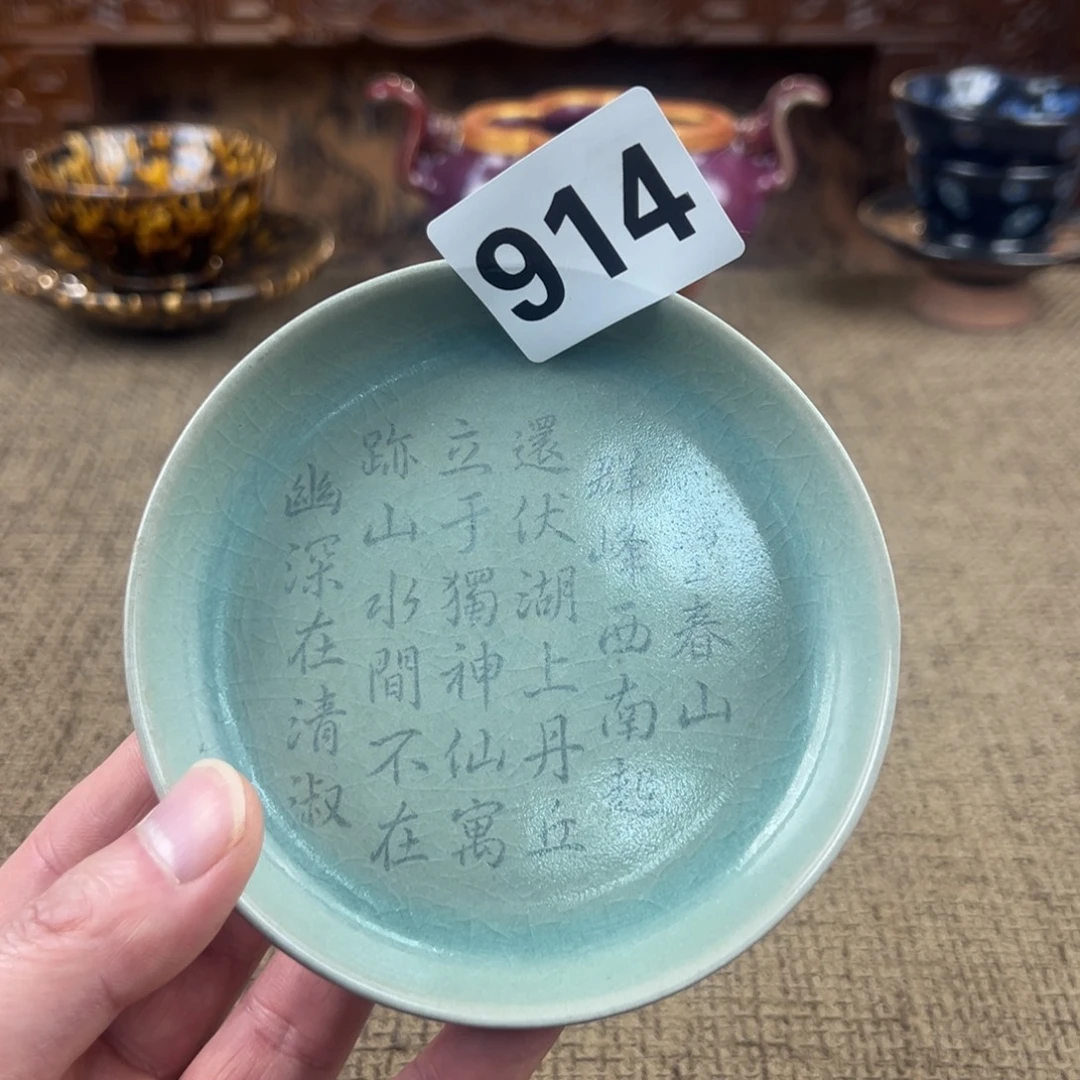 914
春山
群峰西南起
還伏湖上丹丘
立于獨神仙寓
跡山水間不在
幽深在清淑